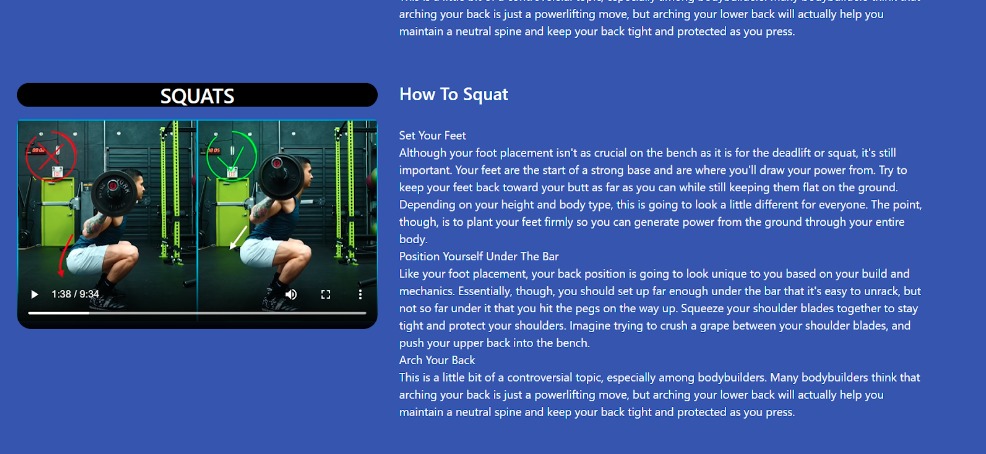 arching your back is just a powerlifting move, but arching your lower back will actually help you
maintain a neutral spine and keep your back tight and protected as you press.
SQUATS
How To Squat
Set Your Feet
Although your foot placement isn't as crucial on the bench as it is for the deadlift or squat, it's still
important. Your feet are the start of a strong base and are where you'll draw your power from. Try to
keep your feet back toward your butt as far as you can while still keeping them flat on the ground.
Depending on your height and body type, this is going to look a little different for everyone. The point,
though, is to plant your feet firmly so you can generate power from the ground through your entire
body.
Position Yourself Under The Bar
Like your foot placement, your back position is going to look unique to you based on your build and
mechanics. Essentially, though, you should set up far enough under the bar that it's easy to unrack, but
not so far under it that you hit the pegs on the way up. Squeeze your shoulder blades together to stay
tight and protect your shoulders. Imagine trying to crush a grape between your shoulder blades, and
push your upper back into the bench.
Arch Your Back
This is a little bit of a controversial topic, especially among bodybuilders. Many bodybuilders think that
arching your back is just a powerlifting move, but arching your lower back will actually help you
maintain a neutral spine and keep your back tight and protected as you press.
1:38 / 9:34